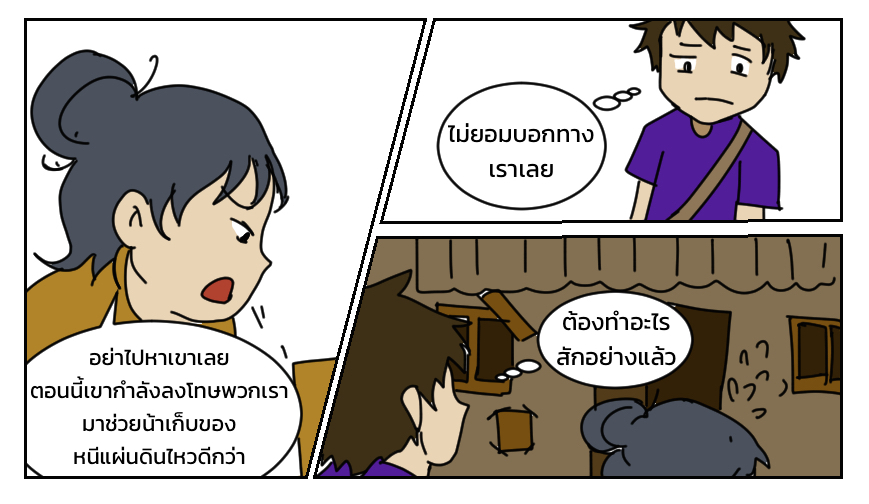 อย่าไปหาเขาเลย
ตอนนี้เขากำลังลงโทษพวกเรา
มาช่วยน้าเก็บของ
หนีแผ่นดินไหวดีกว่า
ไม่ยอมบอกทาง
เราเลย
ต้องทำอะไร
สักอย่างแล้ว